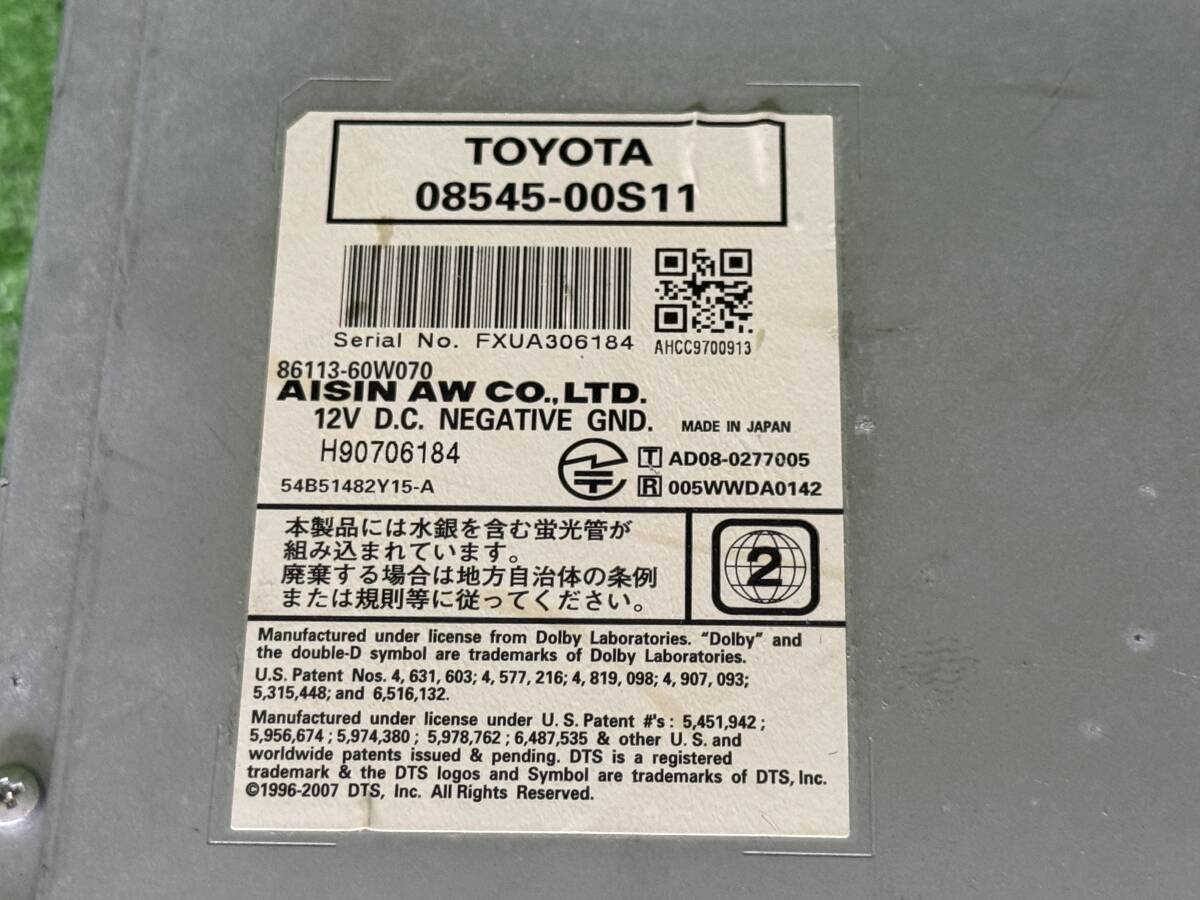 TOYOTA
08545-00S11
Serial No. FXUA306184
AHCC9700913
86113-60W070
AISIN AW CO.,LTD.
12V D.C. NEGATIVE GND.
MADE IN JAPAN
H90706184
T AD08-0277005
54B51482Y15-A
R 005WWDA0142
本製品には水銀を含む蛍光管が
組み込まれています。
廃棄する場合は地方自治体の条例
または規則等に従ってください。
2
Manufactured under license from Dolby Laboratories. “Dolby” and
the double-D symbol are trademarks of Dolby Laboratories.
U.S. Patent Nos. 4, 631, 603; 4, 577, 216; 4, 819, 098; 4, 907, 093;
5,315,448; and 6,516,132.
Manufactured under license under U. S. Patent #'s : 5,451,942 ;
5,956,674 ; 5,974,380 ; 5,978,762 ; 6,487,535 & other U. S. and
worldwide patents issued & pending. DTS is a registered
trademark & the DTS logos and Symbol are trademarks of DTS, Inc.
©1996-2007 DTS, Inc. All Rights Reserved.